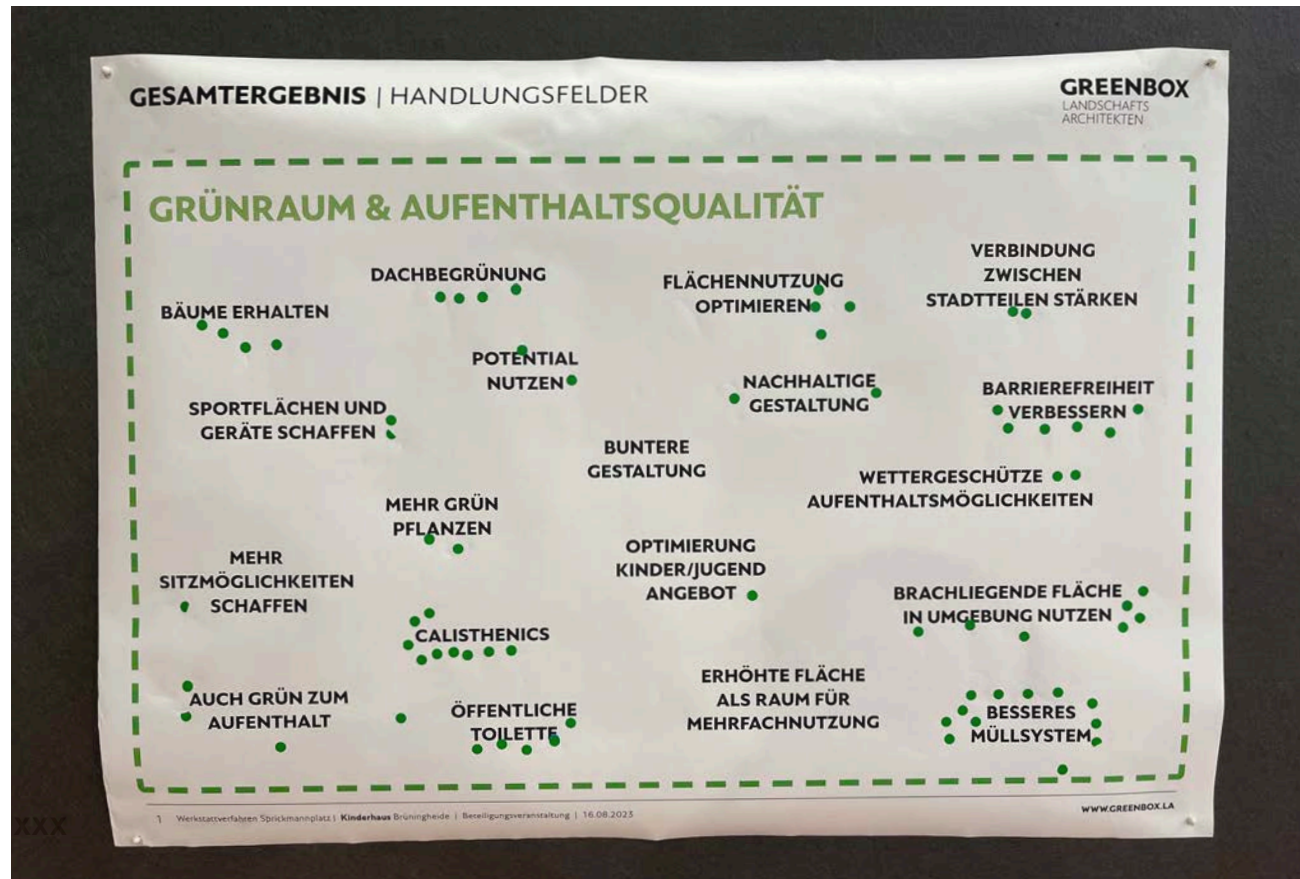 GESAMTERGEBNIS | HANDLUNGSFELDER
GREENBOX
LANDSCHAFTS
ARCHITEKTEN
GRÜNRAUM & AUFENTHALTSQUALITÄT
BÄUME ERHALTEN
DACHBEGRÜNUNG
FLÄCHENNUTZUNG
OPTIMIEREN
VERBINDUNG
ZWISCHEN
STADTTEILEN STÄRKEN
POTENTIAL
NUTZEN
SPORTFLÄCHEN UND
GERÄTE SCHAFFEN
NACHHALTIGE
GESTALTUNG
BARRIEREFREIHEIT
VERBESSERN
BUNTERE
GESTALTUNG
WETTERGESCHÜTZE
AUFENTHALTSMÖGLICHKEITEN
MEHR GRÜN
PFLANZEN
MEHR
SITZMÖGLICHKEITEN
SCHAFFEN
OPTIMIERUNG
KINDER/JUGEND
ANGEBOT
BRACHLIEGENDE FLÄCHE
IN UMGEBUNG NUTZEN
CALISTHENICS
AUCH GRÜN ZUM
AUFENTHALT
ÖFFENTLICHE
TOILETTE
ERHÖHTE FLÄCHE
ALS RAUM FÜR
MEHRFACHNUTZUNG
BESSERES
MÜLLSYSTEM
1 Werkstattverfahren Sprickmannplatz | Kinderhaus Brüningheide | Beteiligungsveranstaltung | 16.08.2023
WWW.GREENBOX.LA
XXX